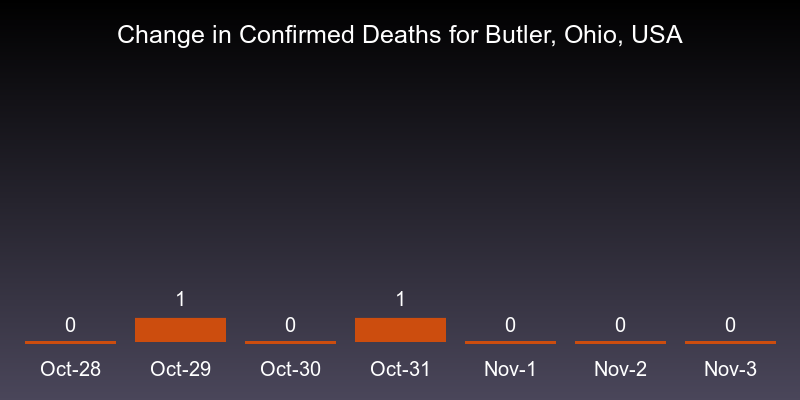 Change in Confirmed Deaths for Butler, Ohio, USA
0 1 0 1 0 0 0
Oct-28 Oct-29 Oct-30 Oct-31 Nov-1 Nov-2 Nov-3